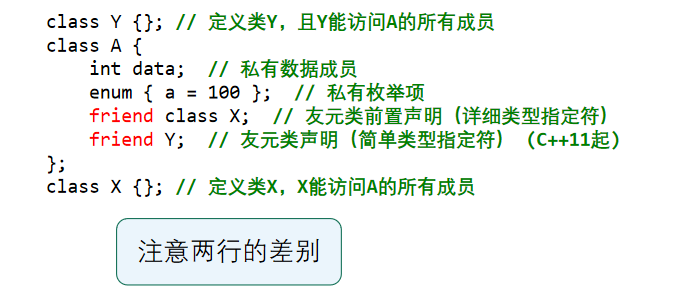 class Y {}; // 定义类Y，且Y能访问A的所有成员
class A {
int data;  // 私有数据成员
enum { a = 100 };  // 私有枚举项
friend class X;  // 友元类前置声明（详细类型指定符）
friend Y;  // 友元类声明（简单类型指定符）（C++11起）
};
class X {}; // 定义类X，X能访问A的所有成员
注意两行的差别